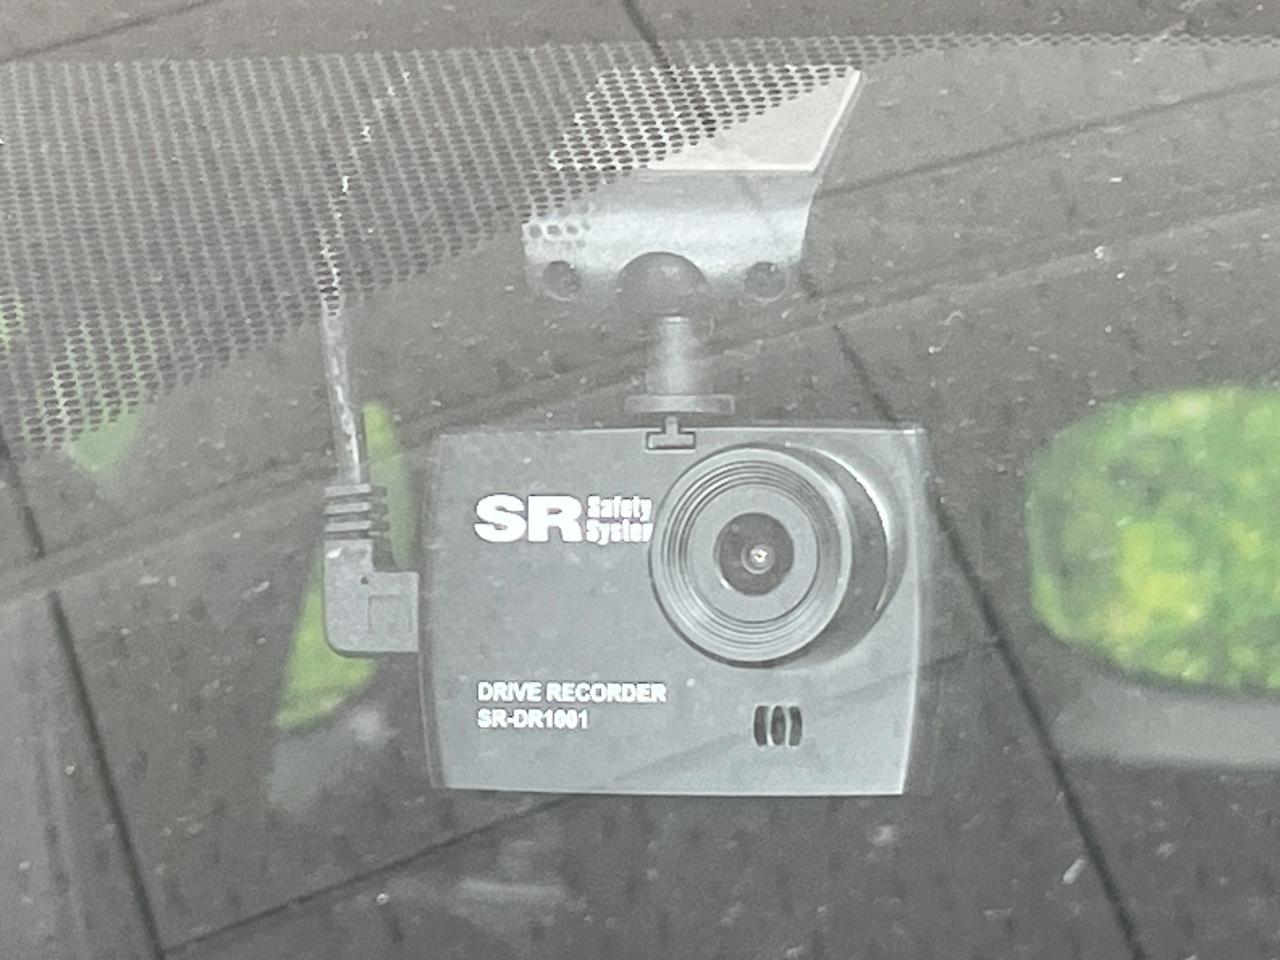 SR Safety
System
DRIVE RECORDER
SR-DR1001